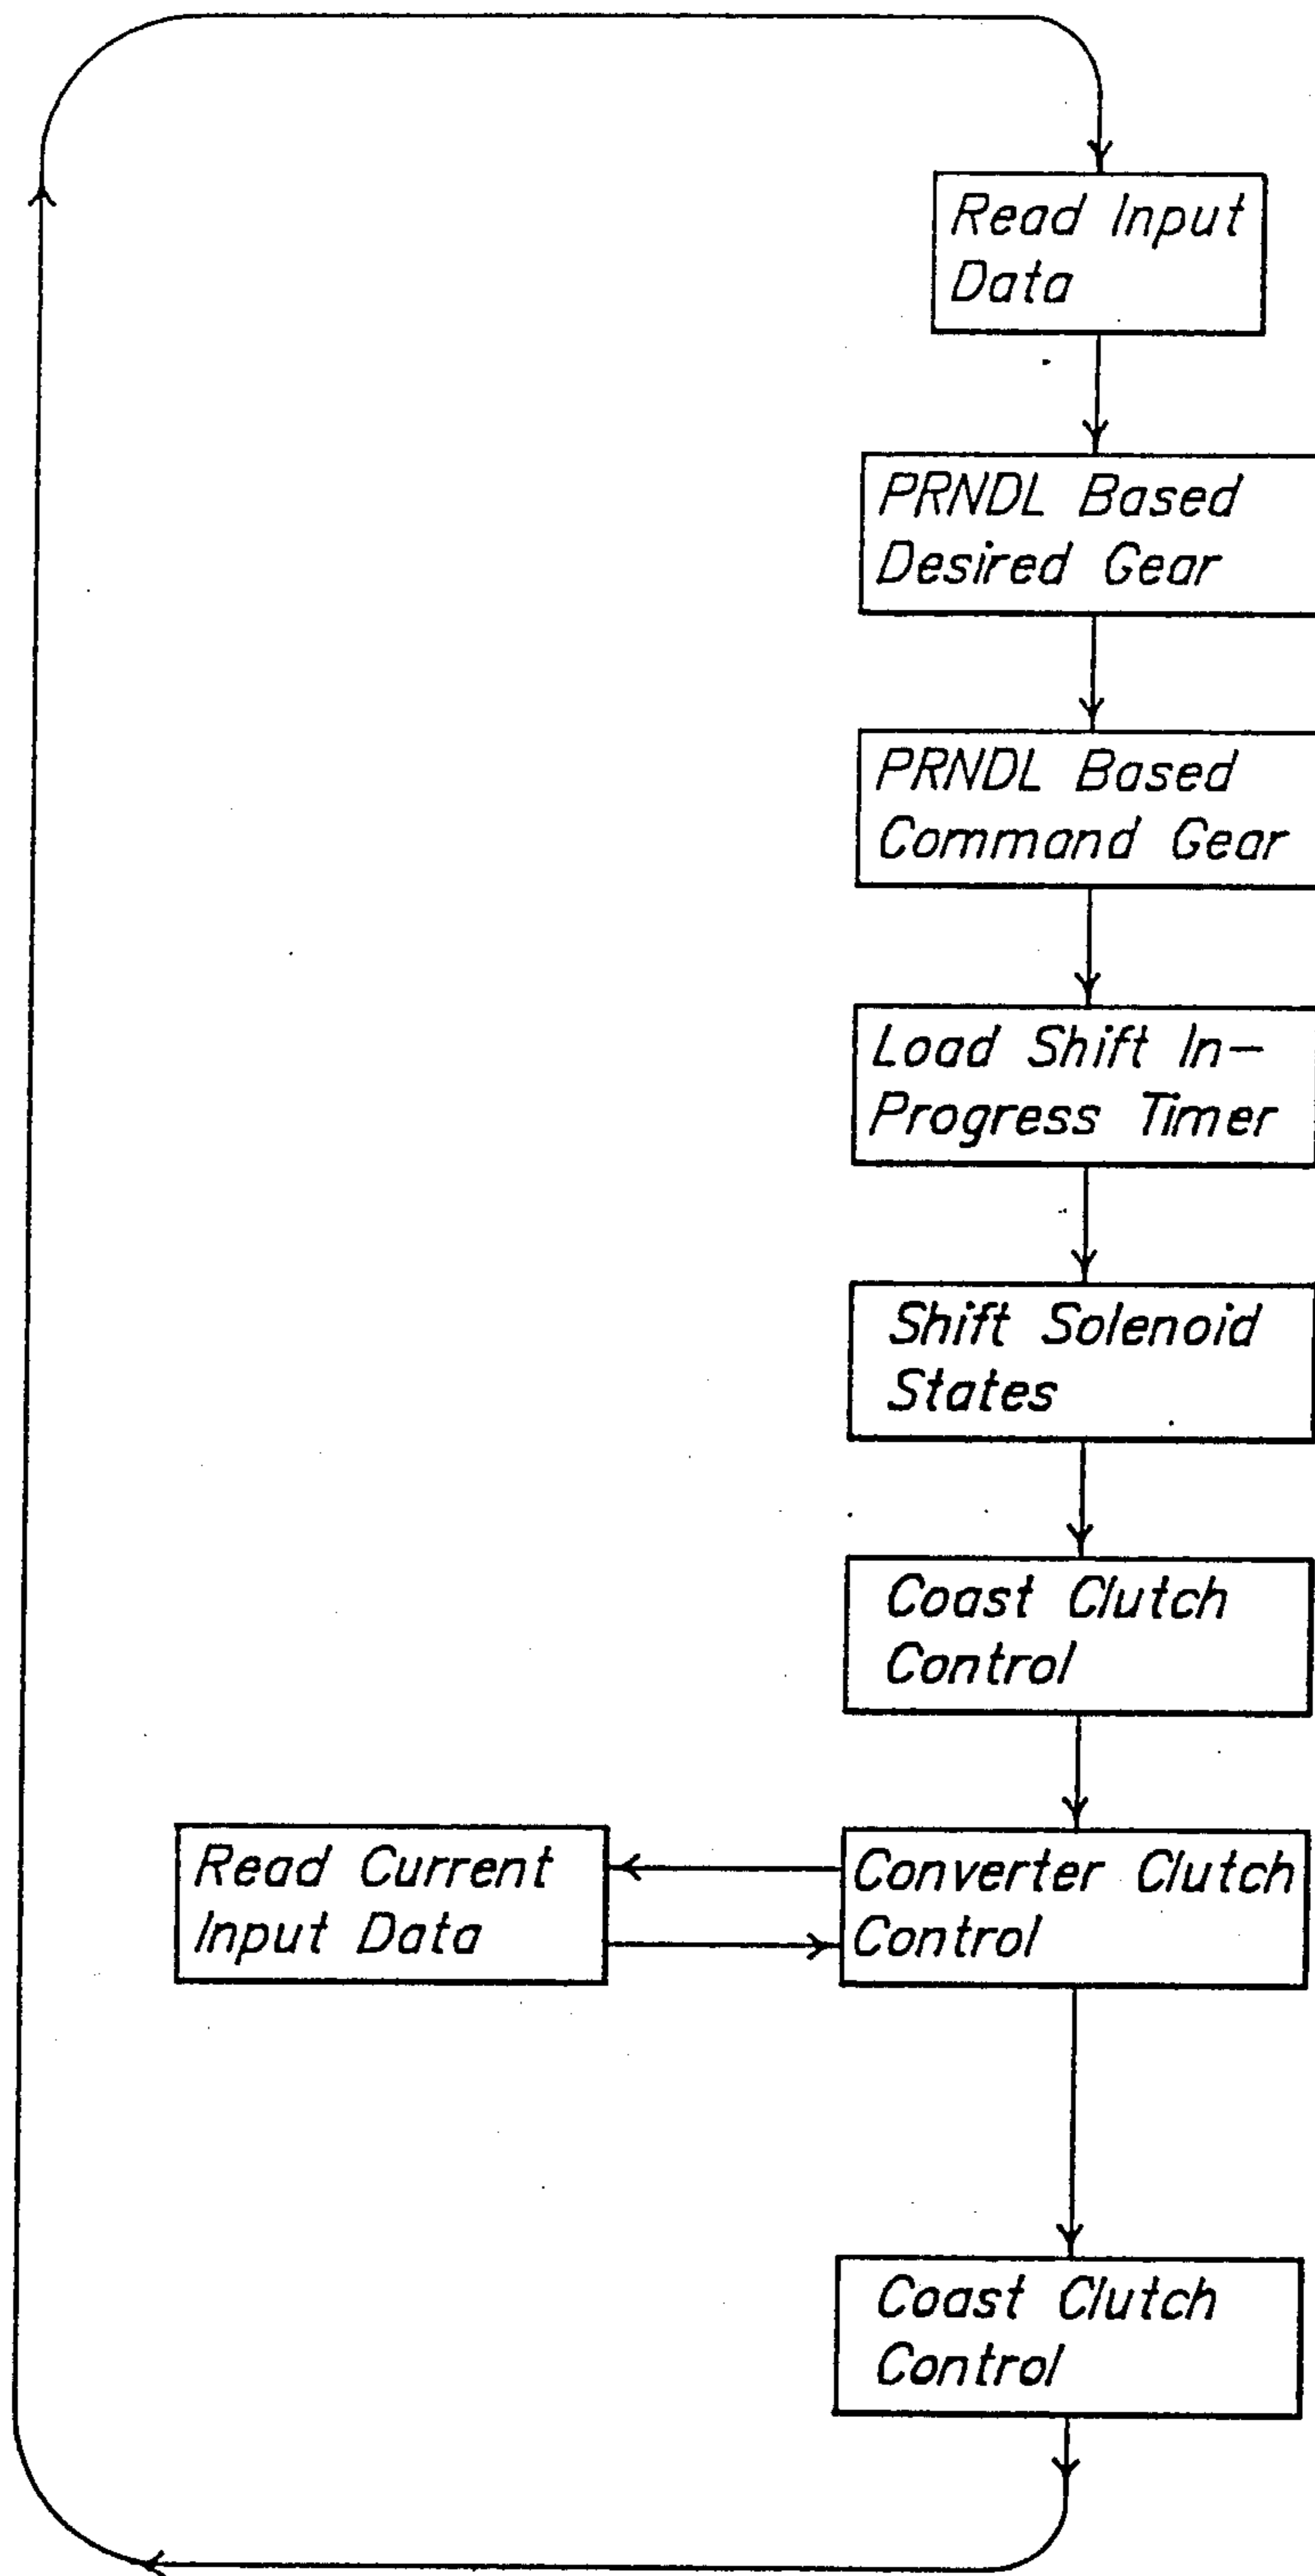 Read Input
Data
PRNDL Based
Desired Gear
PRNDL Based
Command Gear
Load Shift In-
Progress Timer
Shift Solenoid
States
Coast Clutch
Control
Read Current
Input Data
Converter Clutch
Control
Coast Clutch
Control